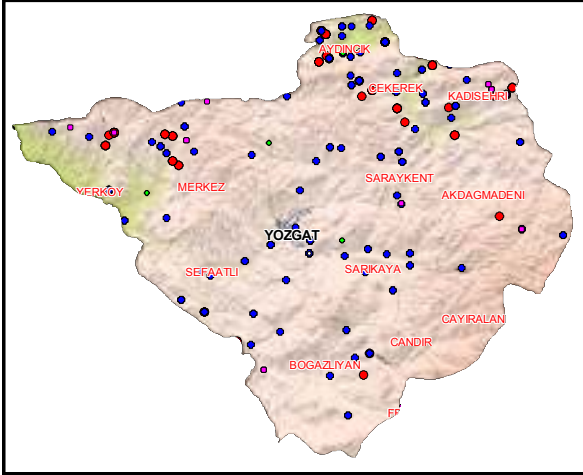 AYDINCIK
CEKEREK
KADISEHRI
YERKOY
MERKEZ
SARAYKENT
AKDAGMADENI
YOZGAT
SEFAATLI
SARIKAYA
CAYIRALAN
CANDIR
BOGAZLIYAN